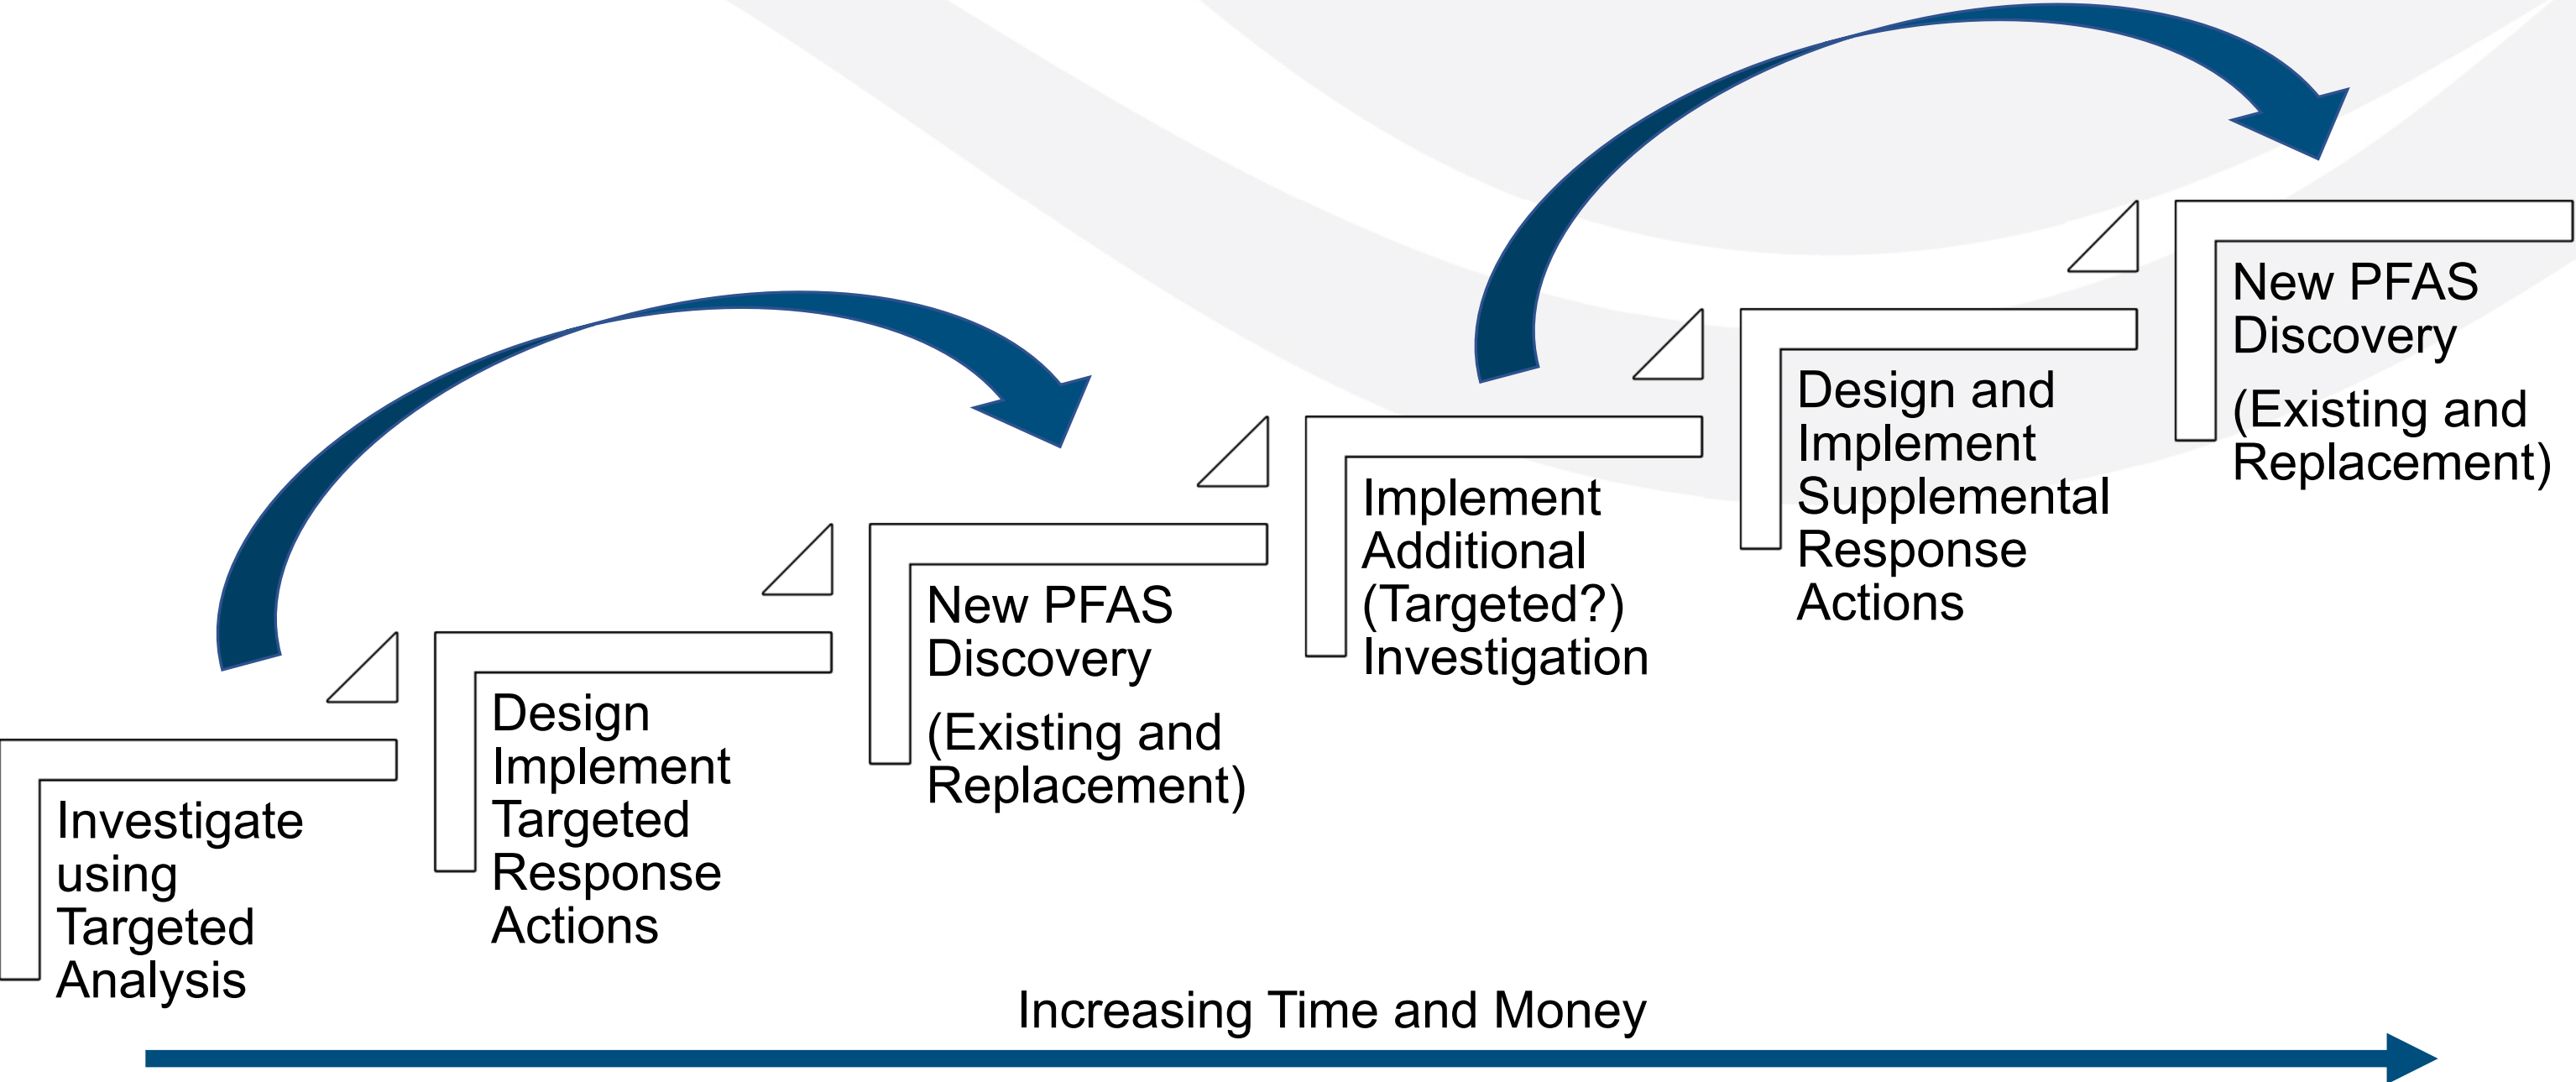 Investigate
using
Targeted
Analysis
Design
Implement
Targeted
Response
Actions
New PFAS
Discovery
(Existing and
Replacement)
Implement
Additional
(Targeted?)
Investigation
Design and
Implement
Supplemental
Response
Actions
New PFAS
Discovery
(Existing and
Replacement)
Increasing Time and Money